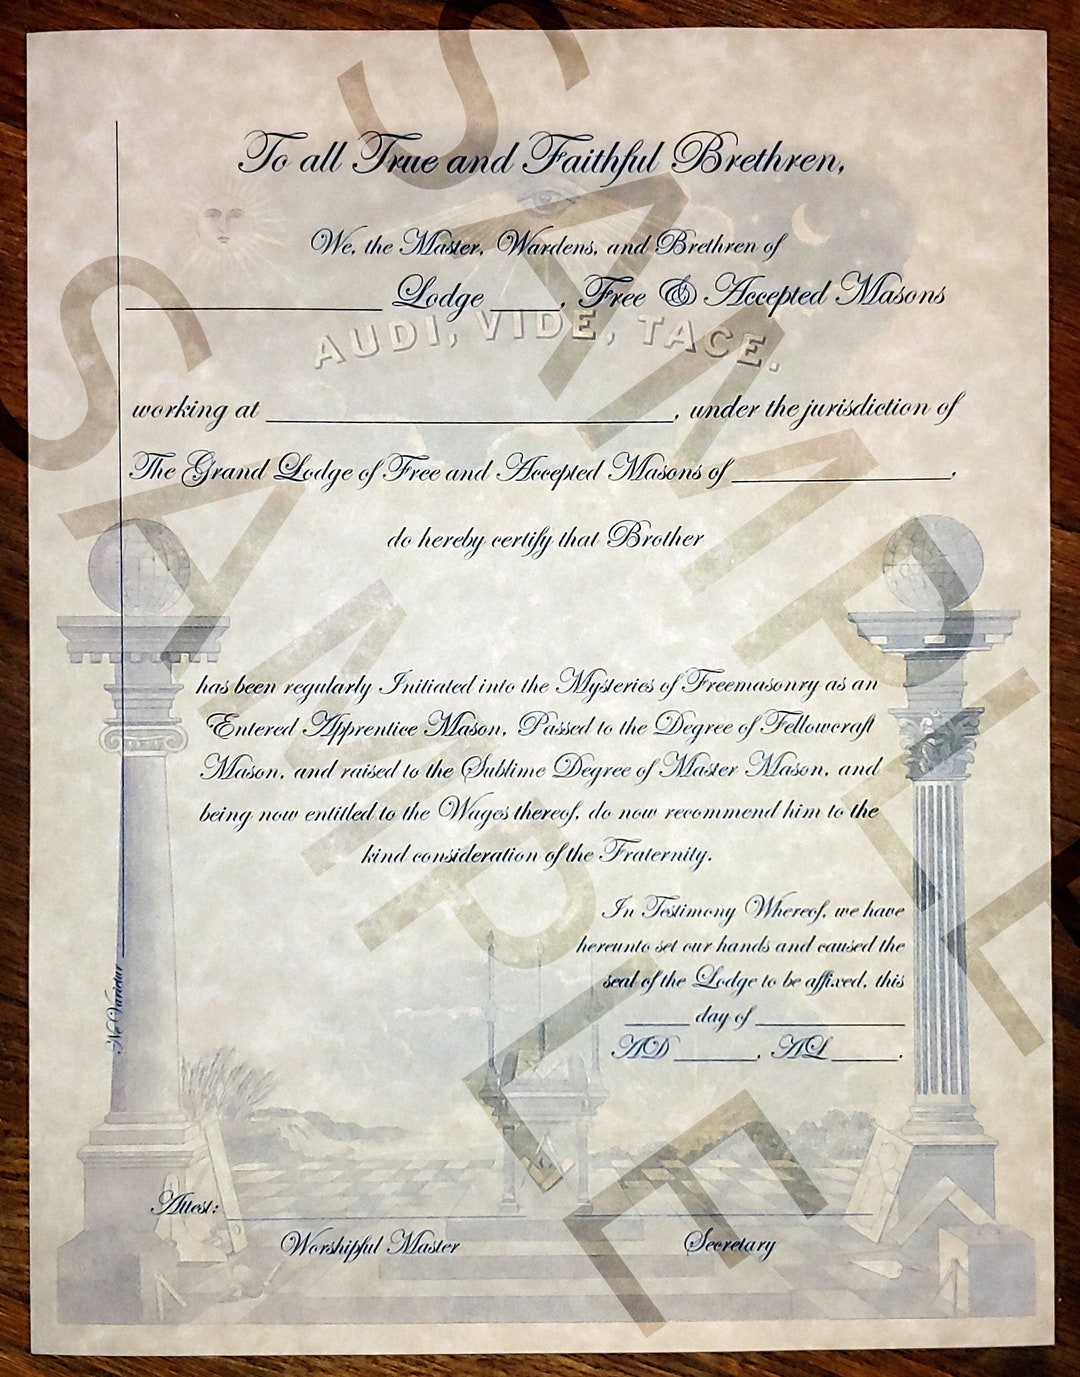 To all True and Faithful Brethren,
We, the Master, Wardens, and Brethren of
Lodge , Free & Accepted Masons
AUDI, VIDE, TACE.
working at , under the jurisdiction of
The Grand Lodge of Free and Accepted Masons of .
do hereby certify that Brother
has been regularly Initiated into the Mysteries of Freemasonry as an
Entered Apprentice Mason, Passed to the Degree of Fellowcraft
Mason, and raised to the Sublime Degree of Master Mason, and
being now entitled to the Wages thereof, do now recommend him to the
kind consideration of the Fraternity.
In Testimony Whereof, we have
hereunto set our hands and caused the
seal of the Lodge to be affixed, this
day of
AD , AL .
Ne Varietur
Attest:
Worshipful Master Secretary
SAMPLE
SAMPLE